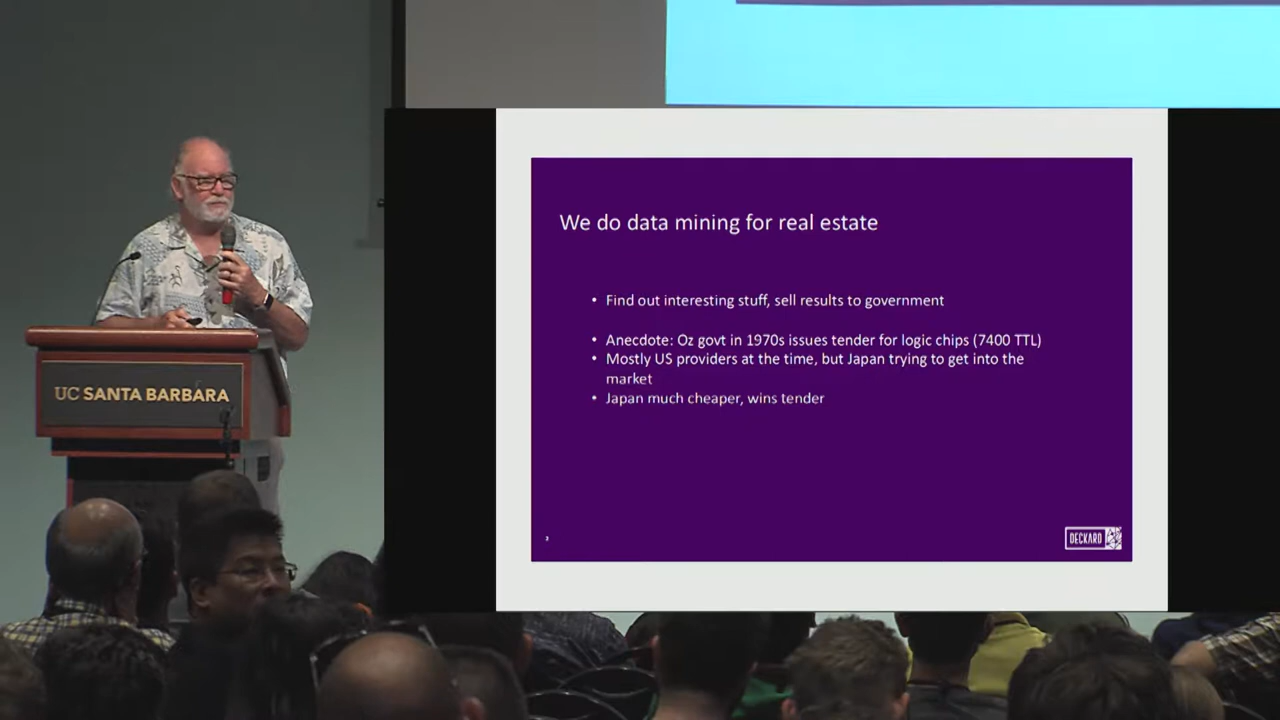 We do data mining for real estate
• Find out interesting stuff, sell results to government
• Anecdote: Oz govt in 1970s issues tender for logic chips (7400 TTL)
• Mostly US providers at the time, but Japan trying to get into the
market
• Japan much cheaper, wins tender
UC SANTA BARBARA
DECKARD